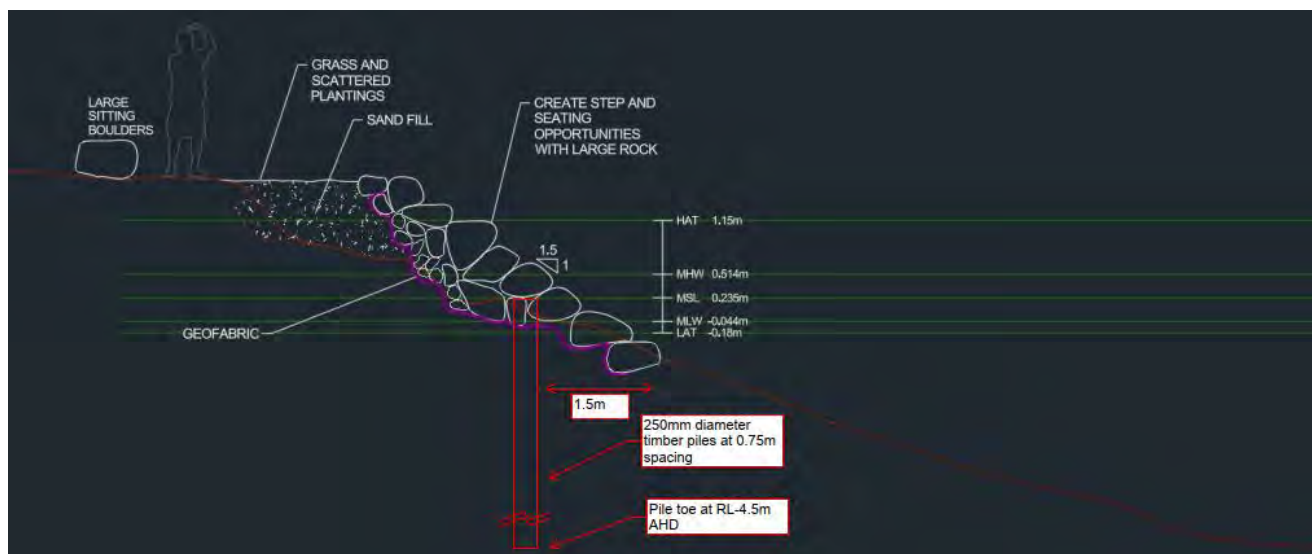 GRASS AND
SCATTERED
PLANTINGS
LARGE
SITTING
BOULDERS
SAND FILL
CREATE STEP AND
SEATING
OPPORTUNITIES
WITH LARGE ROCK
HAT 1.15m
1.5
1
MHW 0.514m
MSL 0.235m
MLW -0.044m
LAT -0.18m
GEOFABRIC
1.5m
250mm diameter
timber piles at 0.75m
spacing
Pile toe at RL-4.5m
AHD